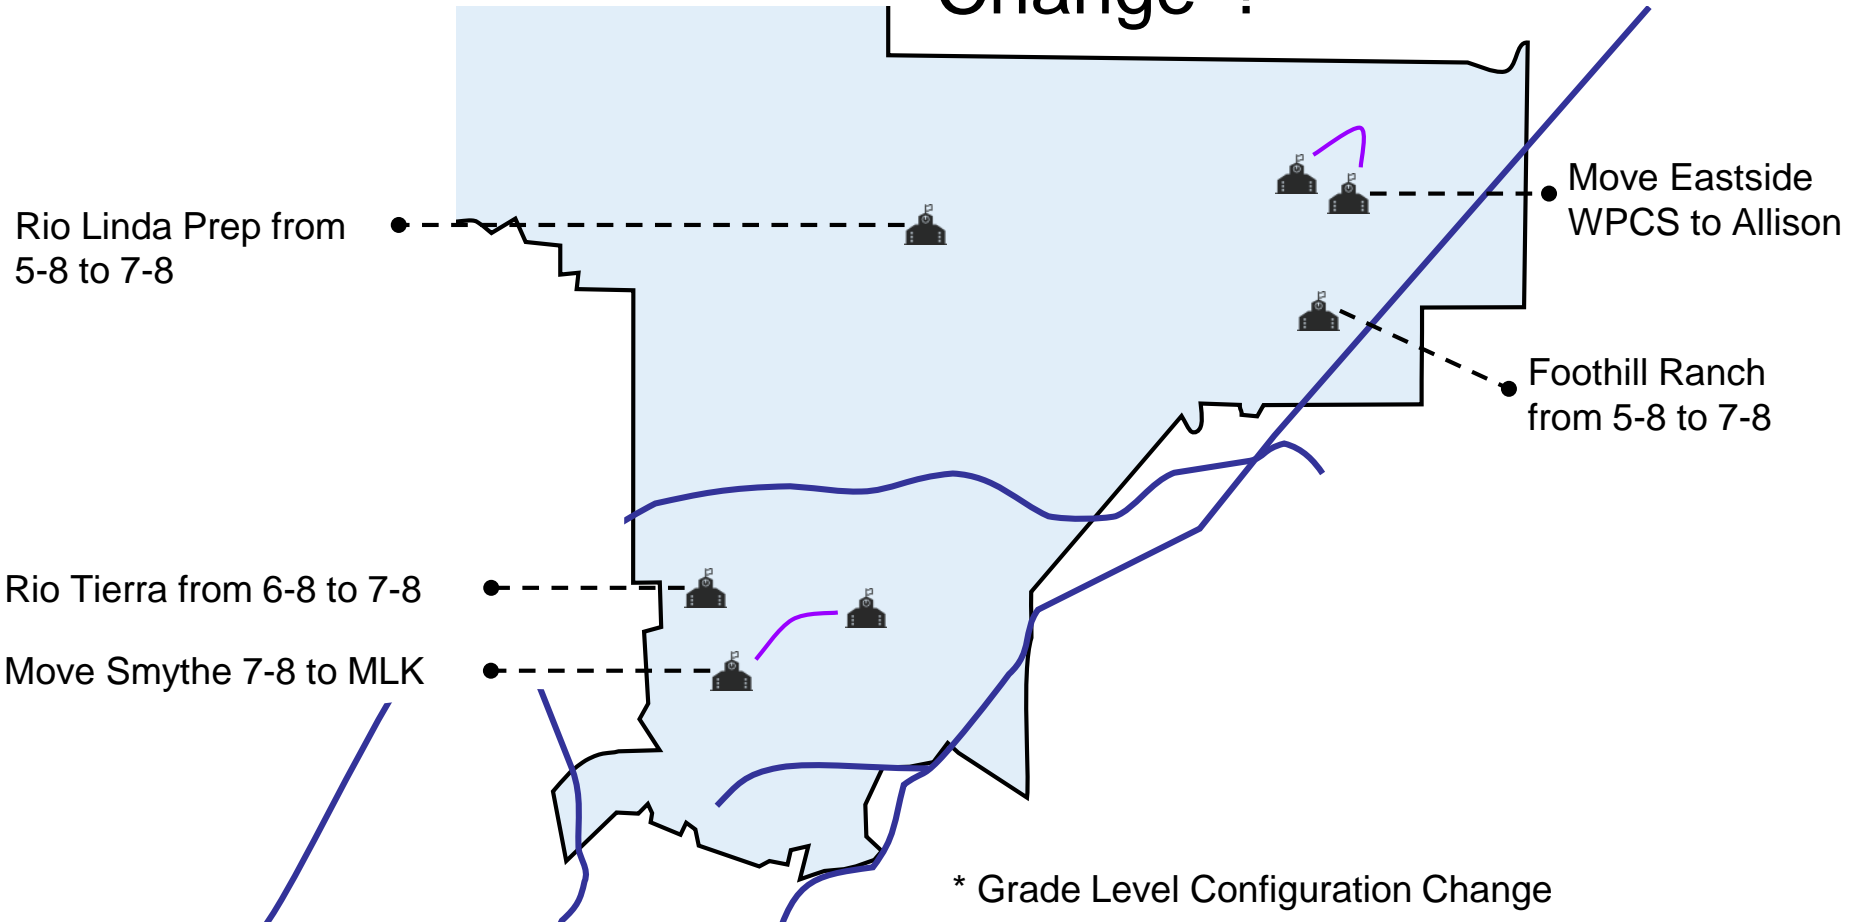 Change ?
Rio Linda Prep from
5-8 to 7-8
Move Eastside
WPCS to Allison
Foothill Ranch
from 5-8 to 7-8
Rio Tierra from 6-8 to 7-8
Move Smythe 7-8 to MLK
* Grade Level Configuration Change